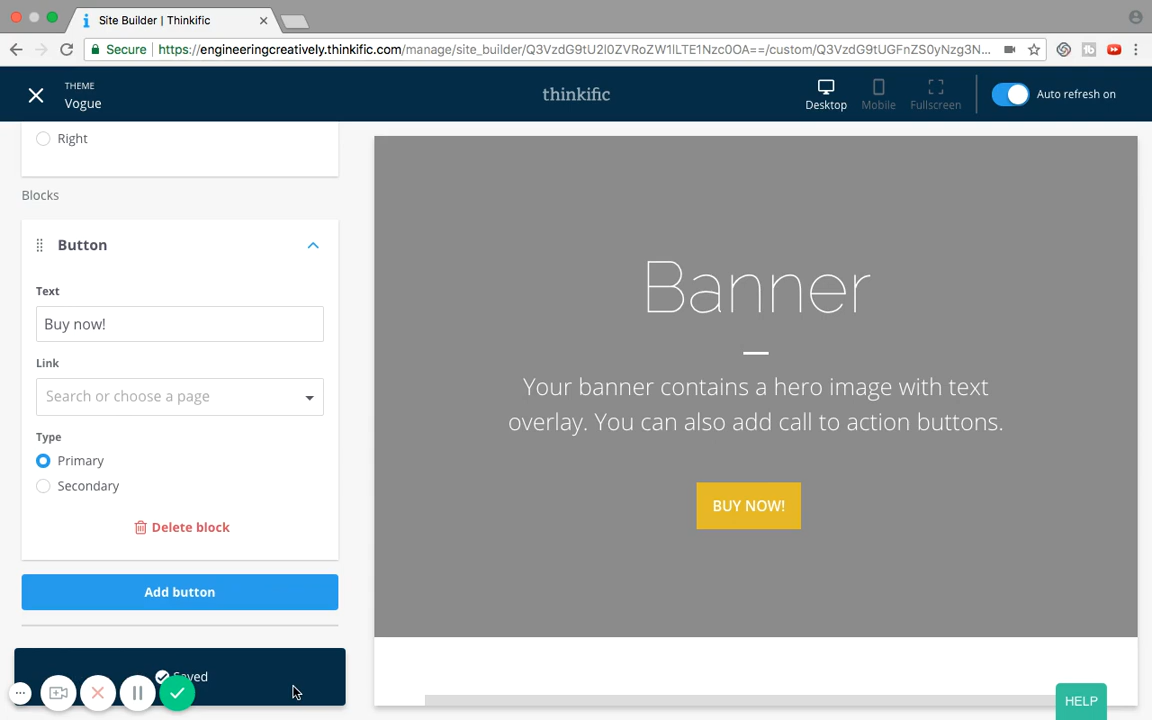 Site Builder | Thinkific
Secure
https://engineeringcreatively.thinkific.com/manage/site_builder/Q3VzdG9tU2l0ZVRoZW1lLTE1Nzc0OA==/custom/Q3VzdG9tUGFnZS0yNzg3N...
THEME
Vogue
thinkific
Desktop
Mobile
Fullscreen
Auto refresh on
Right
Blocks
Button
Text
Buy now!
Link
Search or choose a page
Type
Primary
Secondary
Delete block
Add button
Saved
Banner
Your banner contains a hero image with text
overlay. You can also add call to action buttons.
BUY NOW!
HELP